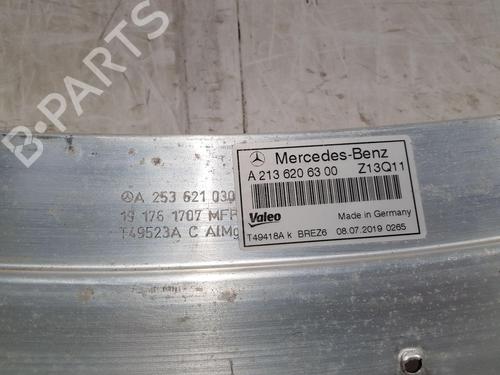 B-Parts
Mercedes-Benz
A 213 620 63 00 Z13Q11
Valeo
Made in Germany
T49418A k BREZ6 08.07.2019 0265
A 253 621 030
19 176 1707 MFP
T49523A C AlMg